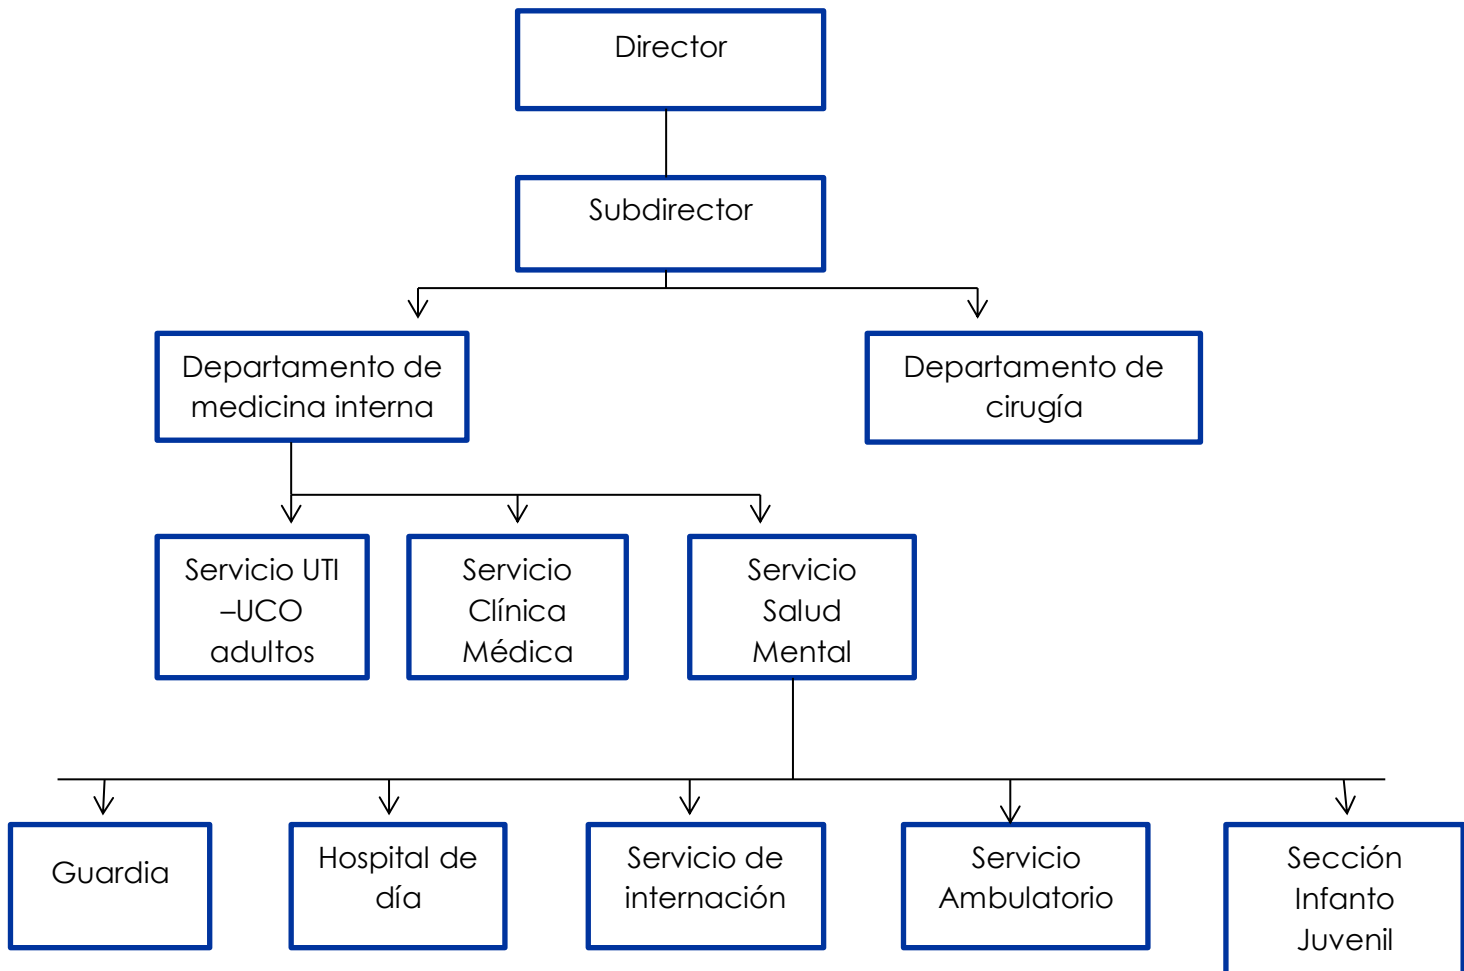 Director
Subdirector
Departamento de
medicina interna
Departamento de
cirugía
Servicio UTI
–UCO
adultos
Servicio
Clínica
Médica
Servicio
Salud
Mental
Guardia
Hospital de
día
Servicio de
internación
Servicio
Ambulatorio
Sección
Infanto
Juvenil